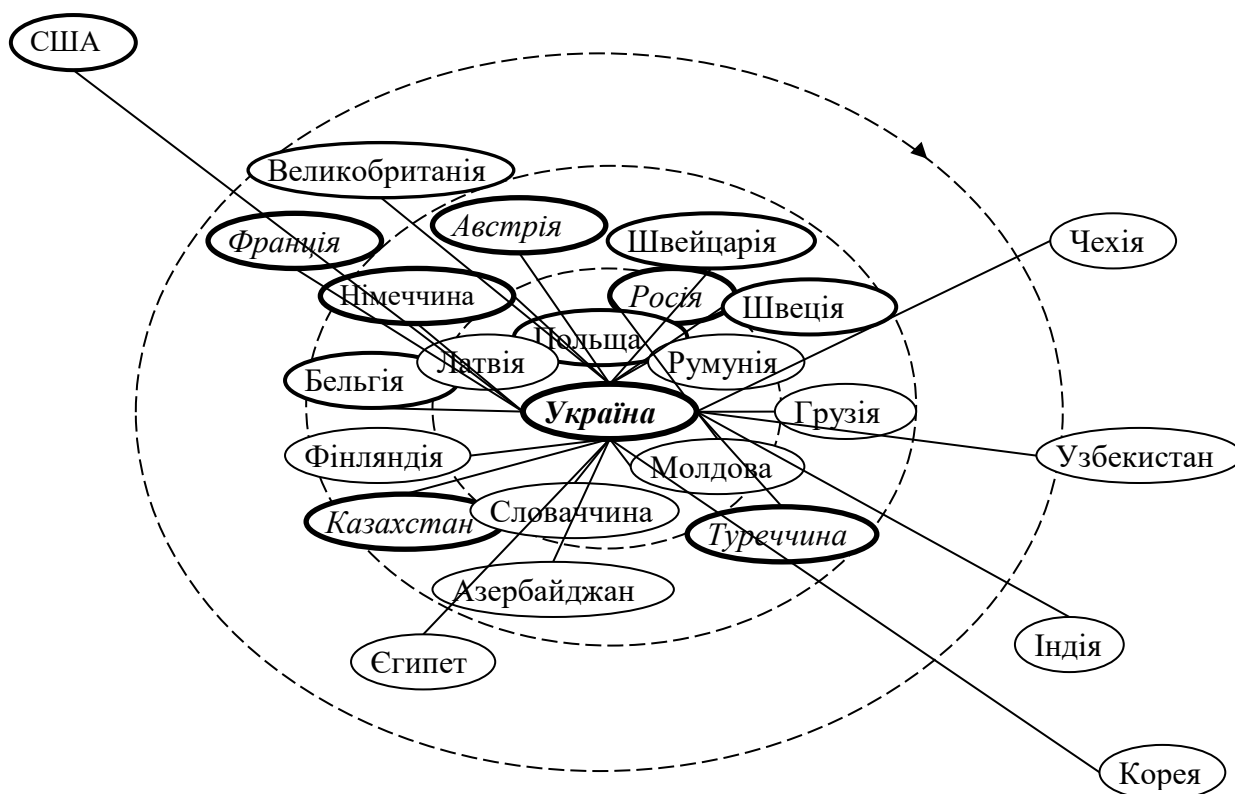 США
Великобританія
Австрія
Франція
Швейцарія
Чехія
Німеччина
Росія
Швеція
Польща
Латвія
Румунія
Бельгія
Україна
Грузія
Фінляндія
Молдова
Узбекистан
Казахстан
Словаччина
Туреччина
Азербайджан
Єгипет
Індія
Корея